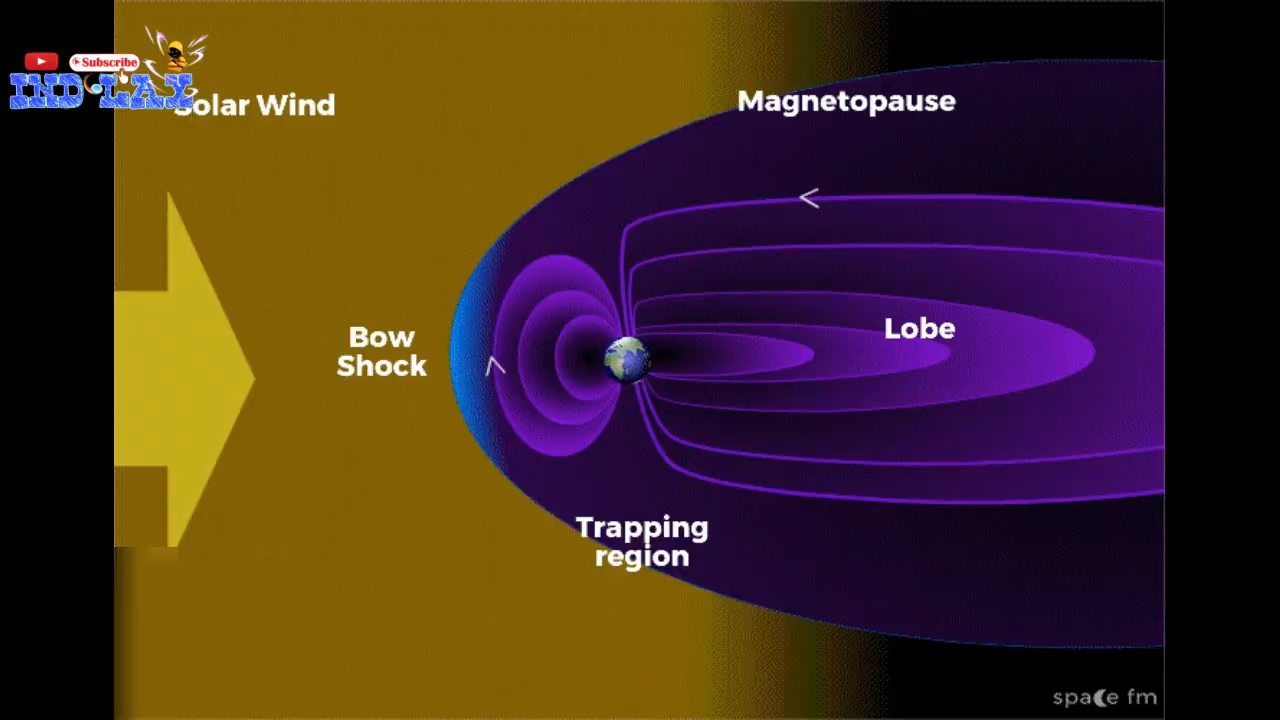 Subscribe
IND LAX
Solar Wind
Magnetopause
Bow
Shock
Lobe
Trapping
region
space fm